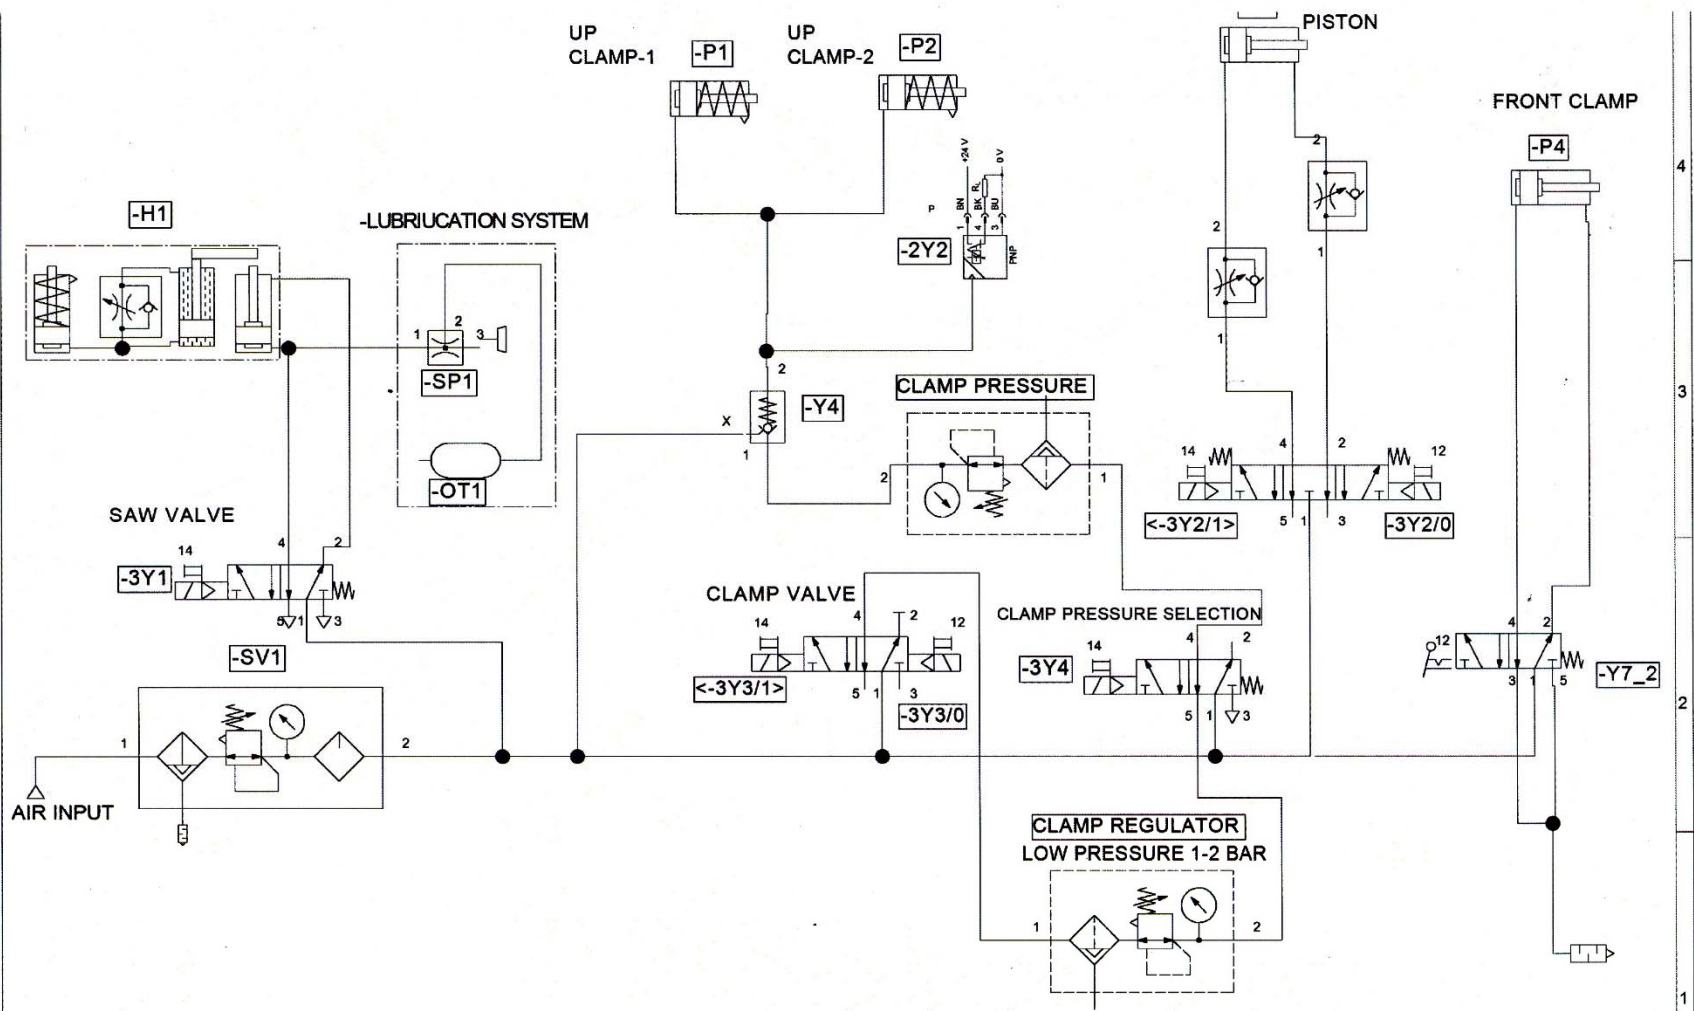 UP
CLAMP-1
-P1
UP
CLAMP-2
-P2
PISTON
FRONT CLAMP
-P4
4
+24 V
0 V
RL
P
BN
BK
BU
1
4
3
PNP
-2Y2
2
1
2
1
-H1
-LUBRIUCATION SYSTEM
1
2
3
-SP1
-OT1
2
X
1
-Y4
CLAMP PRESSURE
2
1
3
14
4
2
12
5
1
3
<-3Y2/1>
-3Y2/0
SAW VALVE
14
4
2
-3Y1
5
1
3
-SV1
CLAMP VALVE
14
4
2
12
5
1
3
<-3Y3/1>
-3Y3/0
CLAMP PRESSURE SELECTION
14
4
2
-3Y4
5
1
3
12
4
2
3
1
5
-Y7_2
2
1
2
AIR INPUT
CLAMP REGULATOR
LOW PRESSURE 1-2 BAR
1
2
1